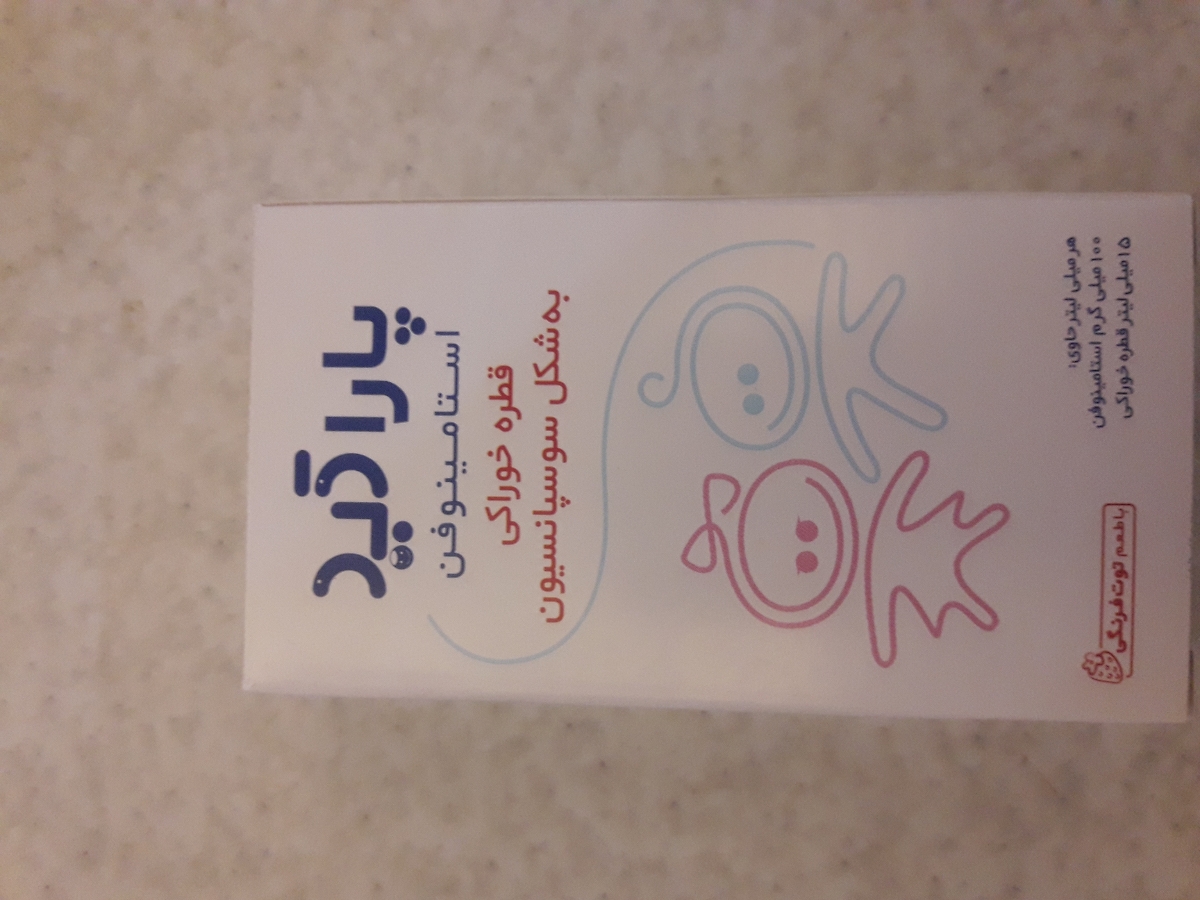 پاراکید
استامینوفن
قطره خوراکی
به شکل سوسپانسیون
هر میلی لیتر حاوی:
۱۰۰ میلی گرم استامینوفن
۱۵ میلی لیتر قطره خوراکی
با طعم توت فرنگی